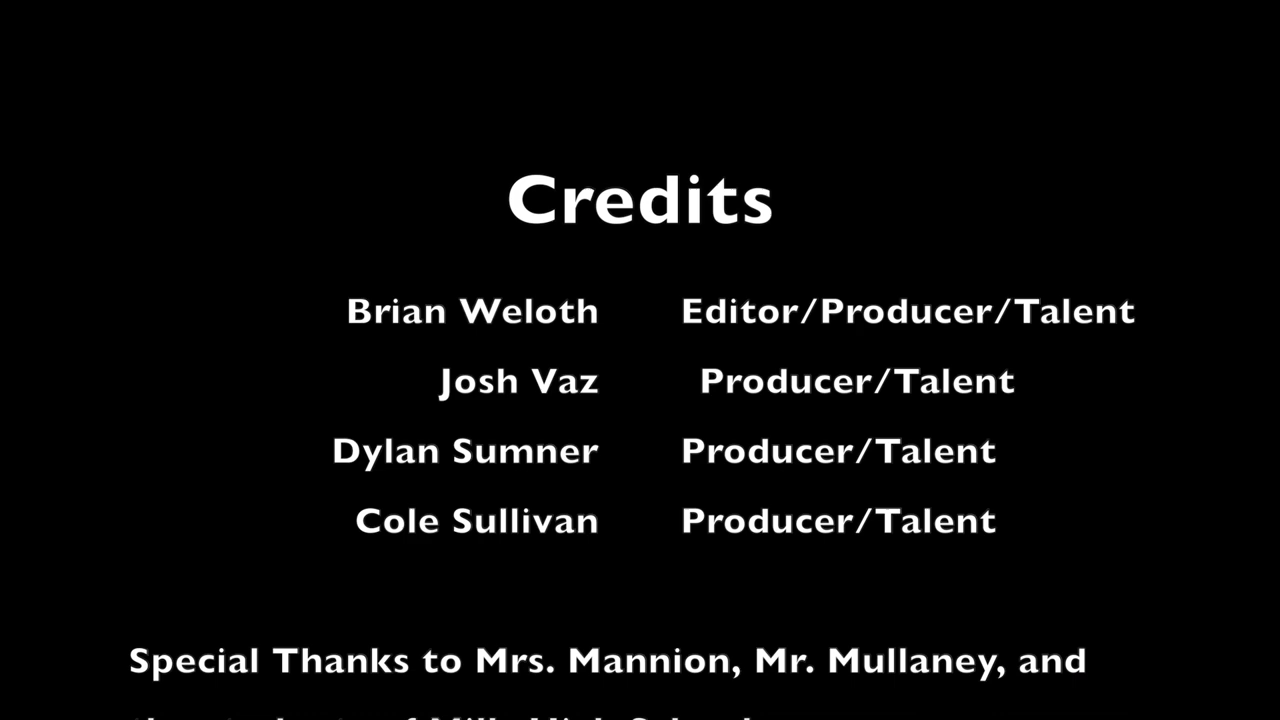 Credits
Brian Weloth Editor/Producer/Talent
Josh Vaz Producer/Talent
Dylan Sumner Producer/Talent
Cole Sullivan Producer/Talent
Special Thanks to Mrs. Mannion, Mr. Mullaney, and